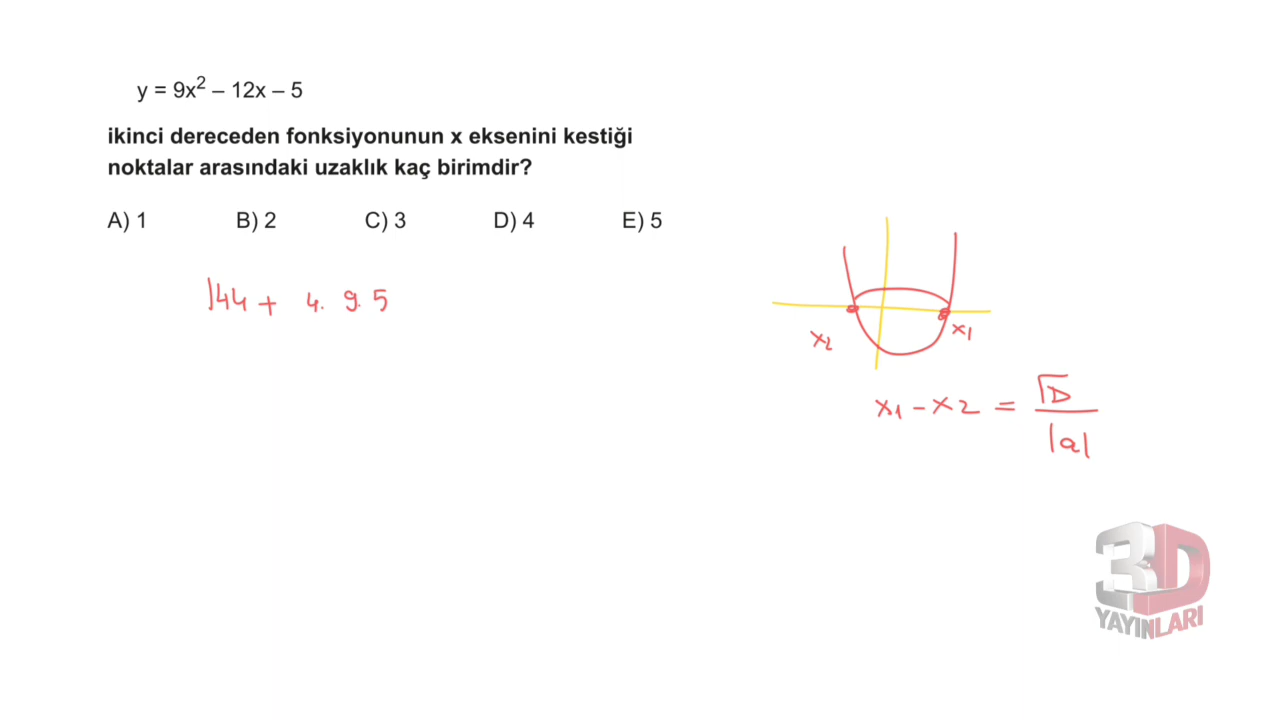 y = 9x² – 12x – 5
ikinci dereceden fonksiyonunun x eksenini kestiği
noktalar arasındaki uzaklık kaç birimdir?
A) 1 B) 2 C) 3 D) 4 E) 5
144 + 4. 9. 5
x₂ x₁
x₁ – x₂ = √D / |a|
3D
YAYINLARI